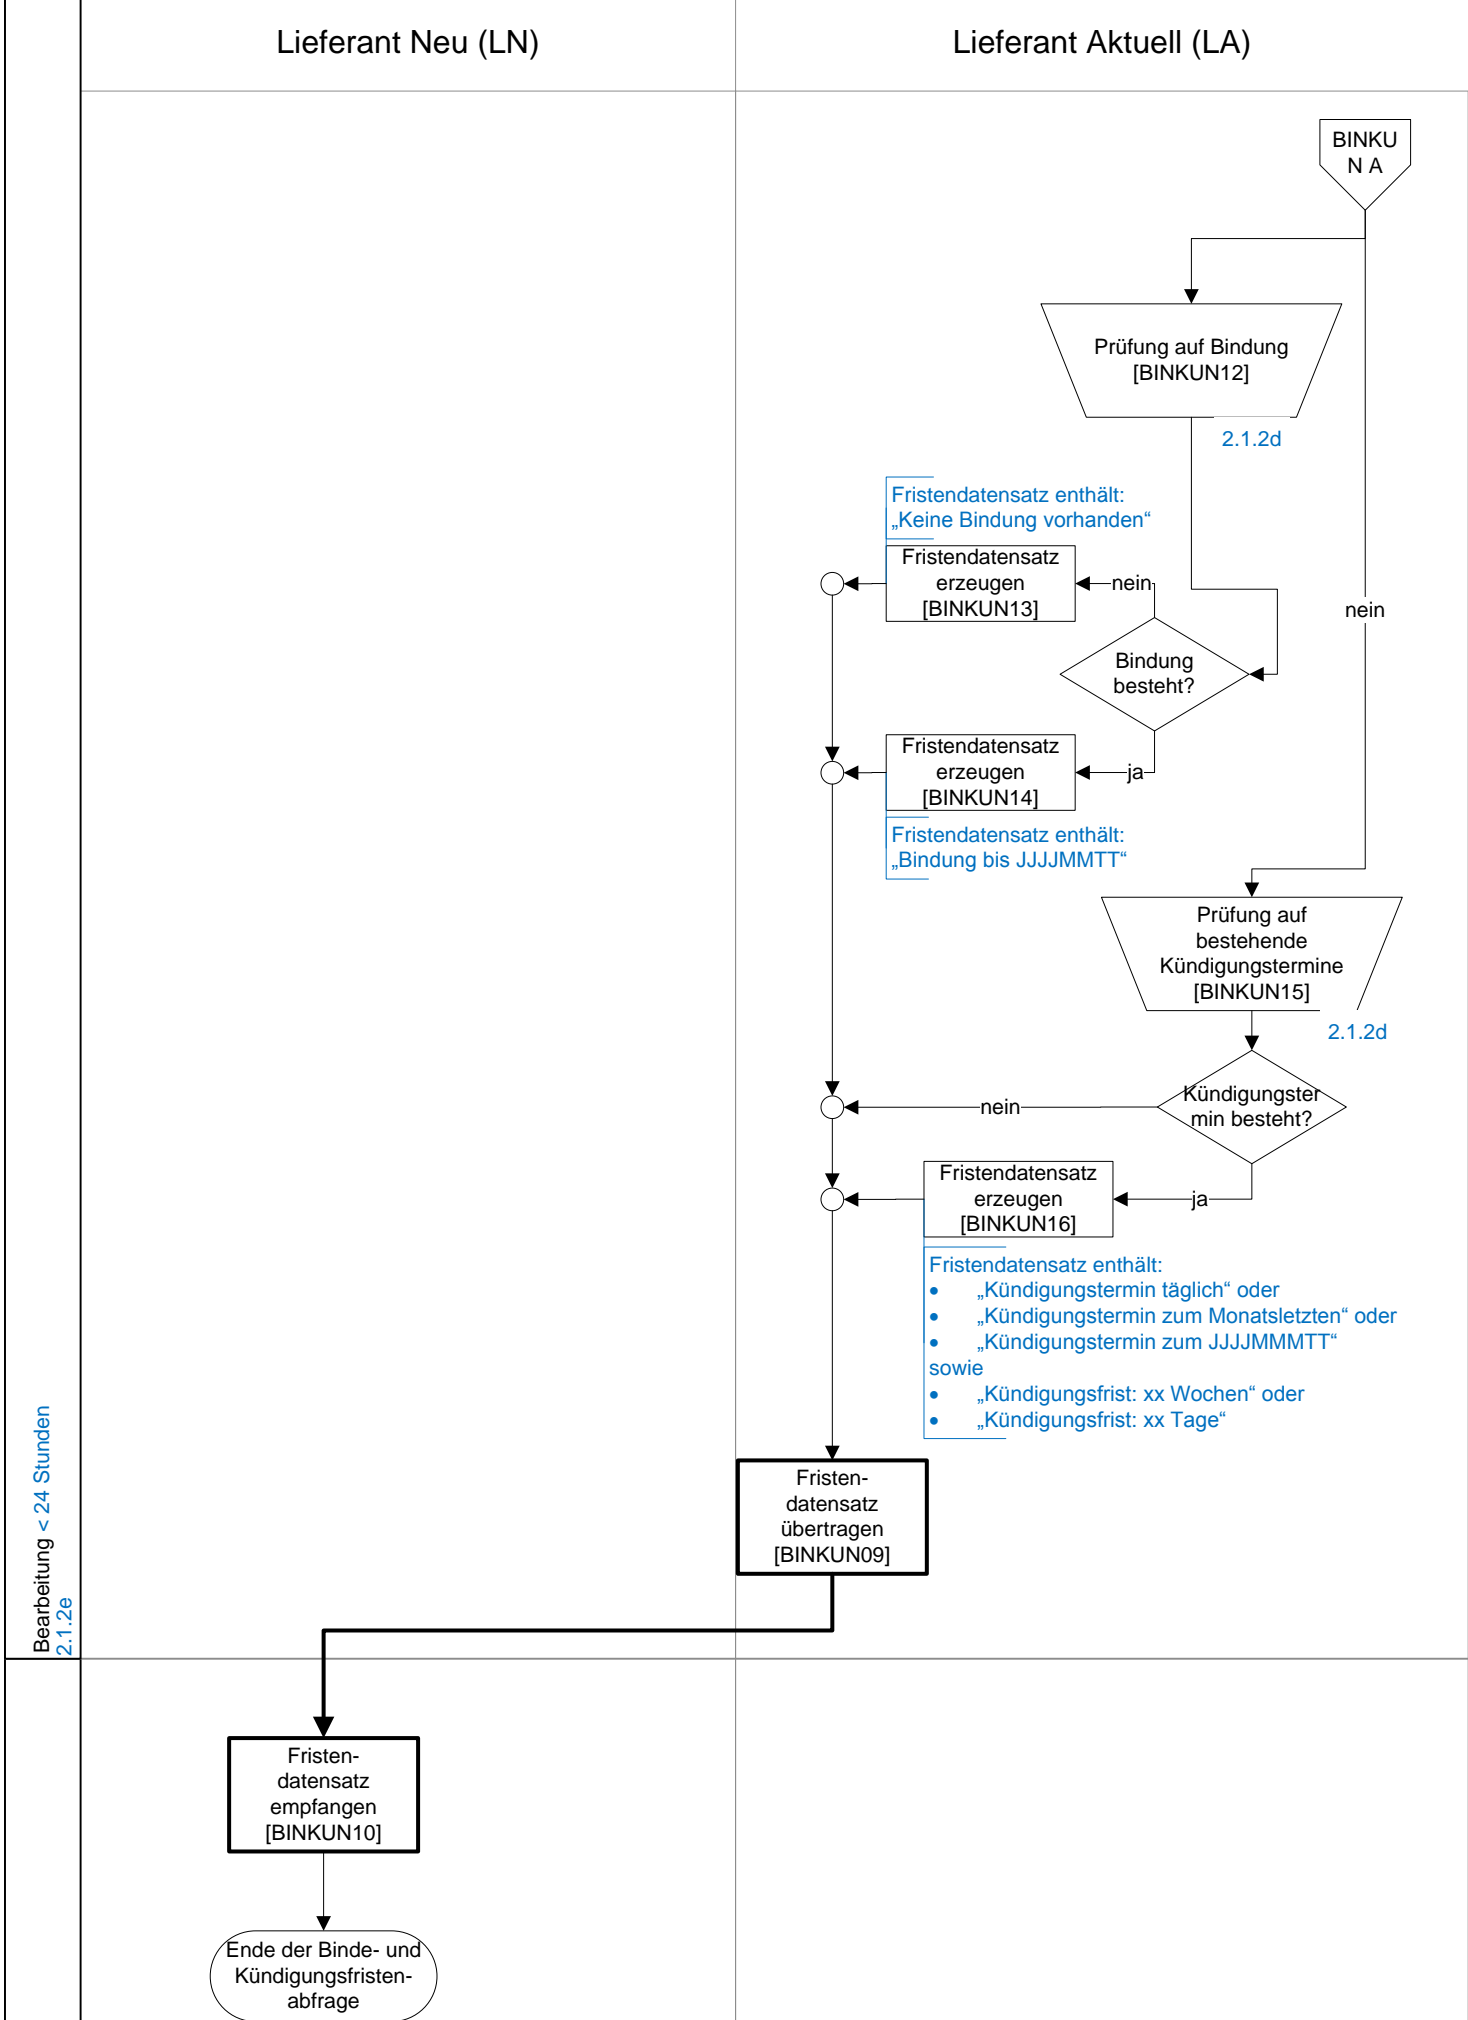 Lieferant Neu (LN)
Lieferant Aktuell (LA)
BINKU
N A
Prüfung auf Bindung
[BINKUN12]
2.1.2d
Fristendatensatz enthält:
„Keine Bindung vorhanden“
Fristendatensatz
erzeugen
[BINKUN13]
nein
nein
Bindung
besteht?
Fristendatensatz
erzeugen
[BINKUN14]
ja
Fristendatensatz enthält:
„Bindung bis JJJJMMTT“
Prüfung auf
bestehende
Kündigungstermine
[BINKUN15]
2.1.2d
Kündigungster
min besteht?
nein
Fristendatensatz
erzeugen
[BINKUN16]
ja
Fristendatensatz enthält:
• „Kündigungstermin täglich“ oder
• „Kündigungstermin zum Monatsletzten“ oder
• „Kündigungstermin zum JJJJMMMTT“
sowie
• „Kündigungsfrist: xx Wochen“ oder
• „Kündigungsfrist: xx Tage“
Bearbeitung < 24 Stunden
2.1.2e
Fristen-
datensatz
übertragen
[BINKUN09]
Fristen-
datensatz
empfangen
[BINKUN10]
Ende der Binde- und
Kündigungsfristen-
abfrage